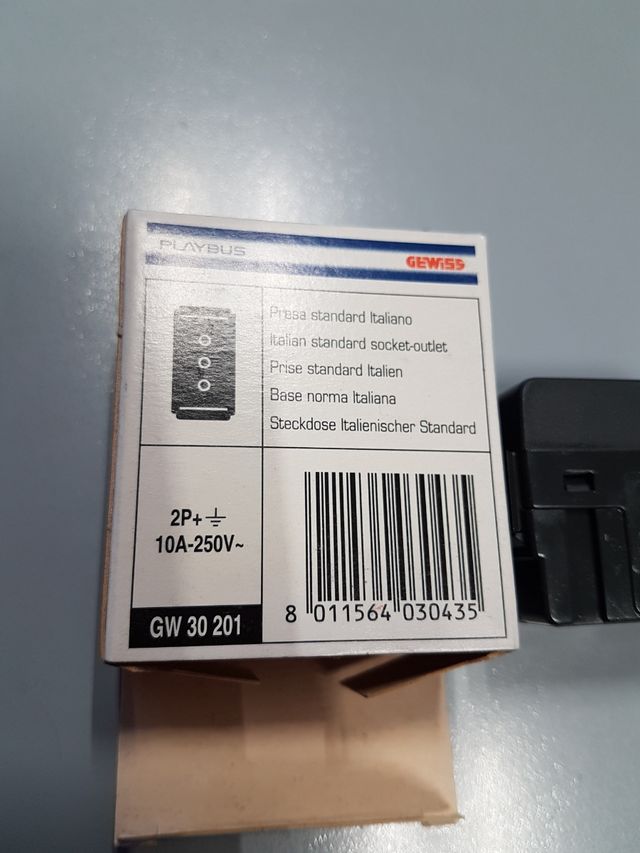 PLAYBUS
GEWISS
Presa standard Italiano
Italian standard socket-outlet
Prise standard Italien
Base norma Italiana
Steckdose Italienischer Standard
2P+⏚
10A-250V~
GW 30 201
8 011564 030435